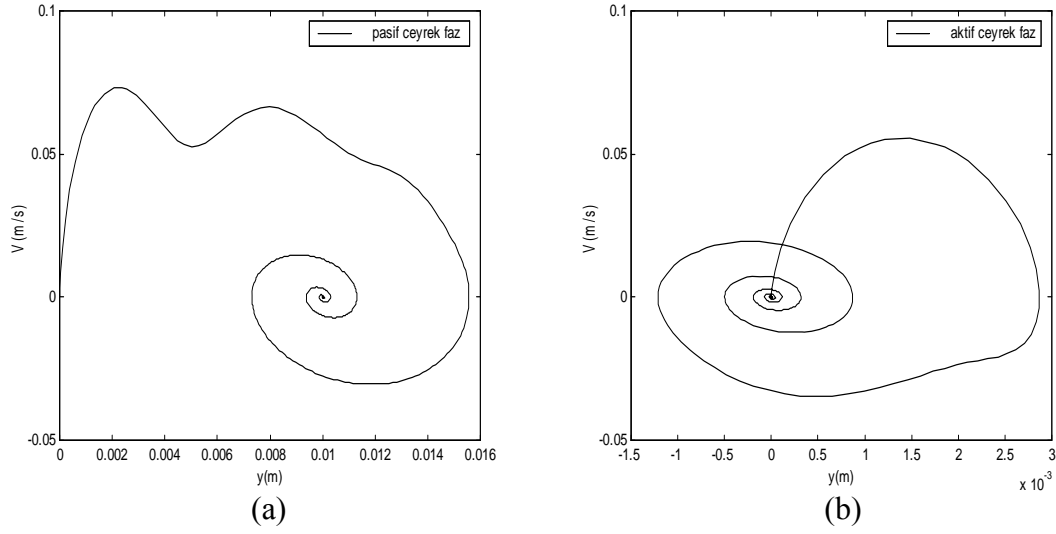 0.1
pasif ceyrek faz
0.05
V (m/s)
0
-0.05
0 0.002 0.004 0.006 0.008 0.01 0.012 0.014 0.016
y(m)
(a)
0.1
aktif ceyrek faz
0.05
V (m/s)
0
-0.05
-1.5 -1 -0.5 0 0.5 1 1.5 2 2.5 3
y(m)
x 10-3
(b)